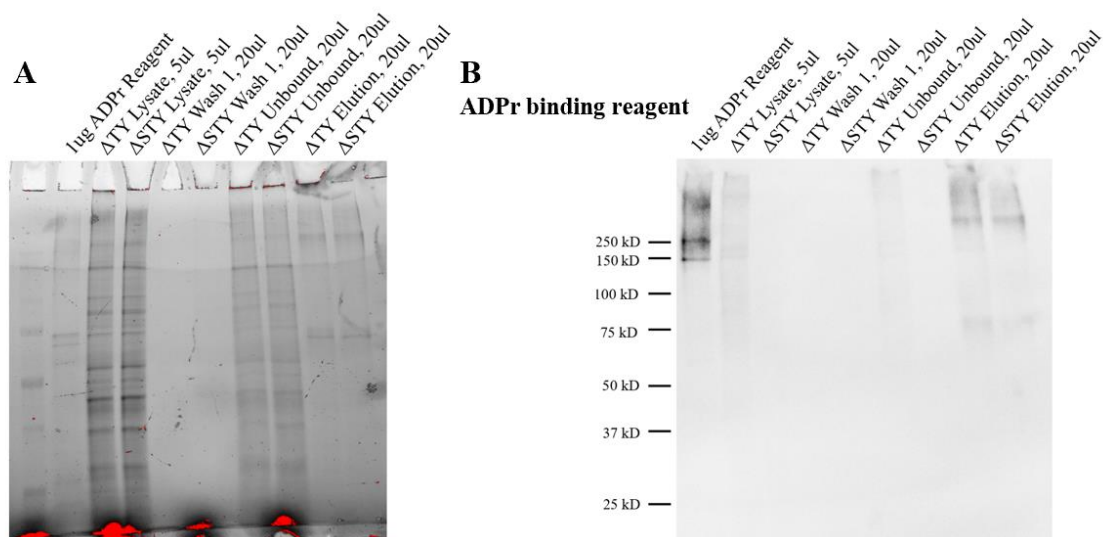 A
1ug ADPr Reagent
ΔTY Lysate, 5ul
ΔSTY Lysate, 5ul
ΔTY Wash 1, 20ul
ΔSTY Wash 1, 20ul
ΔTY Unbound, 20ul
ΔSTY Unbound, 20ul
ΔTY Elution, 20ul
ΔSTY Elution, 20ul
B
ADPr binding reagent
1ug ADPr Reagent
ΔTY Lysate, 5ul
ΔSTY Lysate, 5ul
ΔTY Wash 1, 20ul
ΔSTY Wash 1, 20ul
ΔTY Unbound, 20ul
ΔSTY Unbound, 20ul
ΔTY Elution, 20ul
ΔSTY Elution, 20ul
250 kD
150 kD
100 kD
75 kD
50 kD
37 kD
25 kD